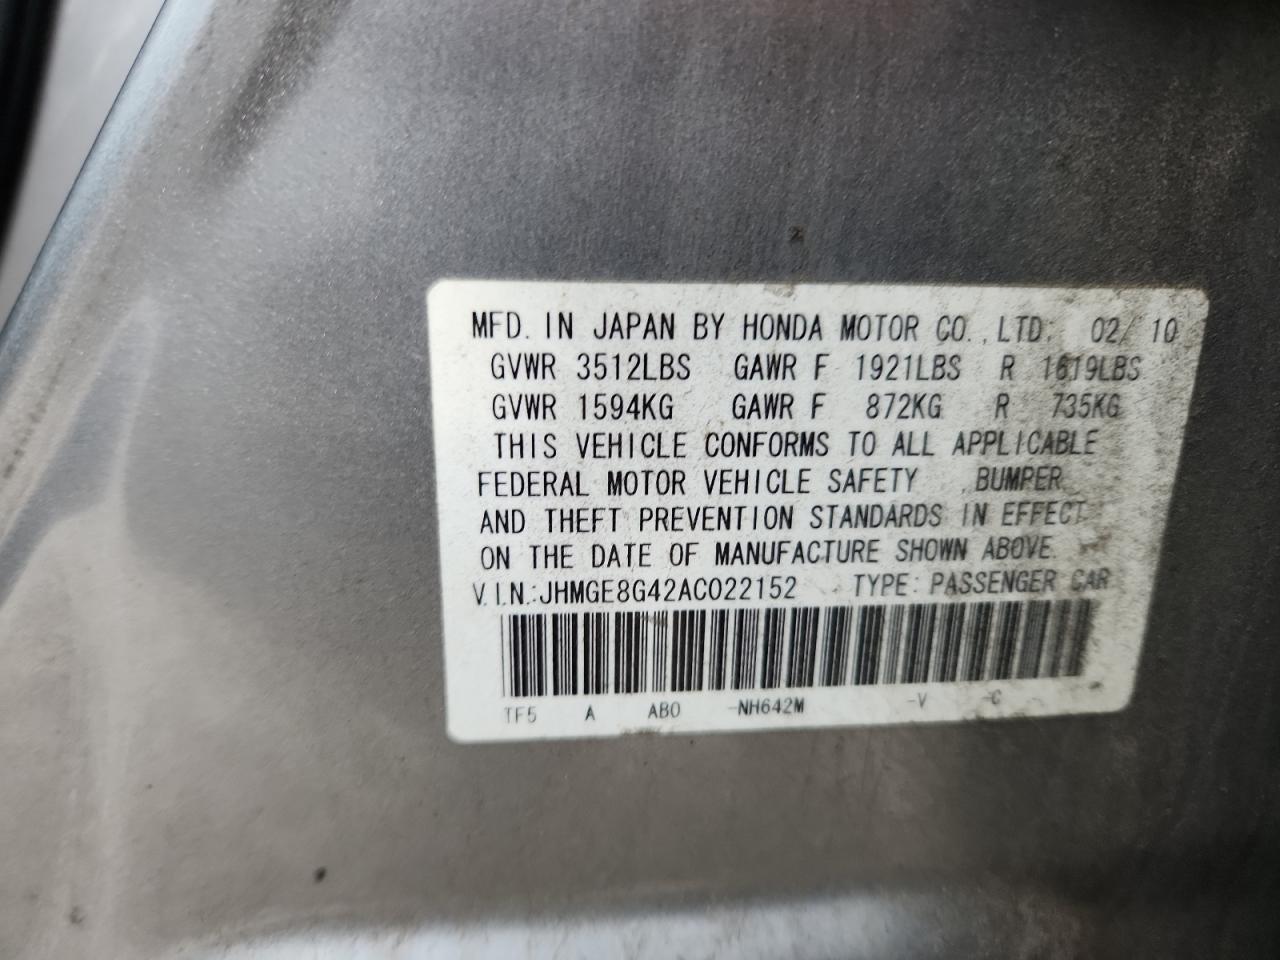 MFD. IN JAPAN BY HONDA MOTOR CO., LTD. 02/ 10
GVWR 3512LBS GAWR F 1921LBS R 1619LBS
GVWR 1594KG GAWR F 872KG R 735KG
THIS VEHICLE CONFORMS TO ALL APPLICABLE
FEDERAL MOTOR VEHICLE SAFETY , BUMPER
AND THEFT PREVENTION STANDARDS IN EFFECT
ON THE DATE OF MANUFACTURE SHOWN ABOVE.
V.I.N.:JHMGE8G42AC022152 TYPE: PASSENGER CAR
TF5 A AB0 -NH642M -V -C